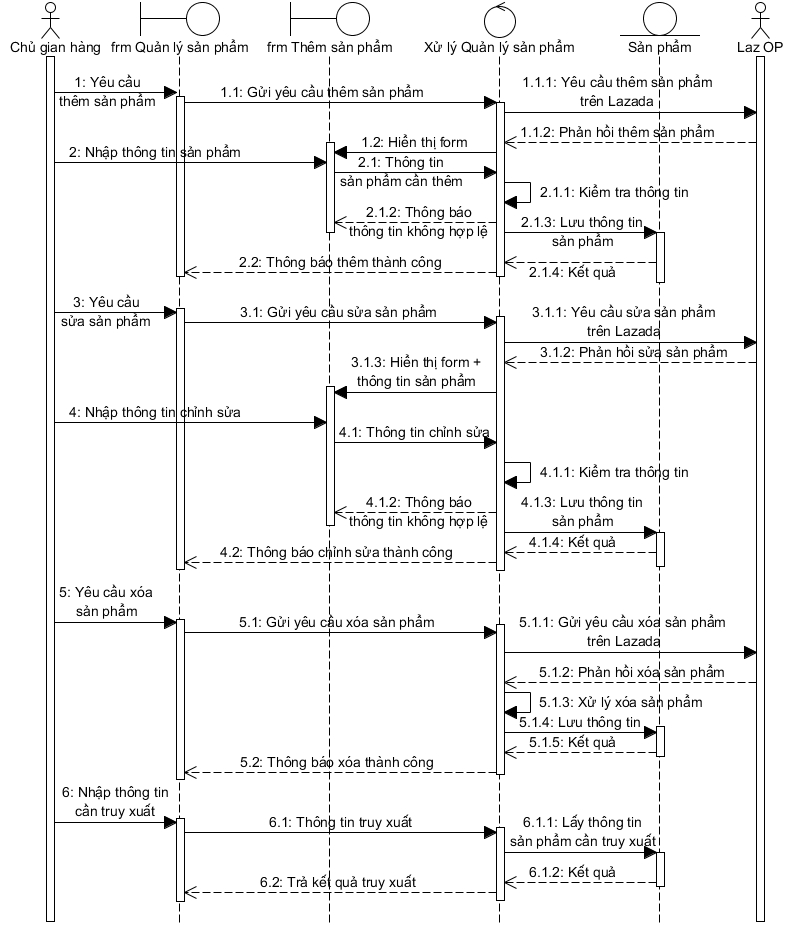 Chủ gian hàng
frm Quản lý sản phẩm
frm Thêm sản phẩm
Xử lý Quản lý sản phẩm
Sản phẩm
Laz OP
1: Yêu cầu
thêm sản phẩm
1.1: Gửi yêu cầu thêm sản phẩm
1.1.1: Yêu cầu thêm sản phẩm
trên Lazada
1.1.2: Phản hồi thêm sản phẩm
1.2: Hiển thị form
2: Nhập thông tin sản phẩm
2.1: Thông tin
sản phẩm cần thêm
2.1.1: Kiểm tra thông tin
2.1.2: Thông báo
thông tin không hợp lệ
2.1.3: Lưu thông tin
sản phẩm
2.1.4: Kết quả
2.2: Thông báo thêm thành công
3: Yêu cầu
sửa sản phẩm
3.1: Gửi yêu cầu sửa sản phẩm
3.1.1: Yêu cầu sửa sản phẩm
trên Lazada
3.1.2: Phản hồi sửa sản phẩm
3.1.3: Hiển thị form +
thông tin sản phẩm
4: Nhập thông tin chỉnh sửa
4.1: Thông tin chỉnh sửa
4.1.1: Kiểm tra thông tin
4.1.2: Thông báo
thông tin không hợp lệ
4.1.3: Lưu thông tin
sản phẩm
4.1.4: Kết quả
4.2: Thông báo chỉnh sửa thành công
5: Yêu cầu xóa
sản phẩm
5.1: Gửi yêu cầu xóa sản phẩm
5.1.1: Gửi yêu cầu xóa sản phẩm
trên Lazada
5.1.2: Phản hồi xóa sản phẩm
5.1.3: Xử lý xóa sản phẩm
5.1.4: Lưu thông tin
5.1.5: Kết quả
5.2: Thông báo xóa thành công
6: Nhập thông tin
cần truy xuất
6.1: Thông tin truy xuất
6.1.1: Lấy thông tin
sản phẩm cần truy xuất
6.1.2: Kết quả
6.2: Trả kết quả truy xuất